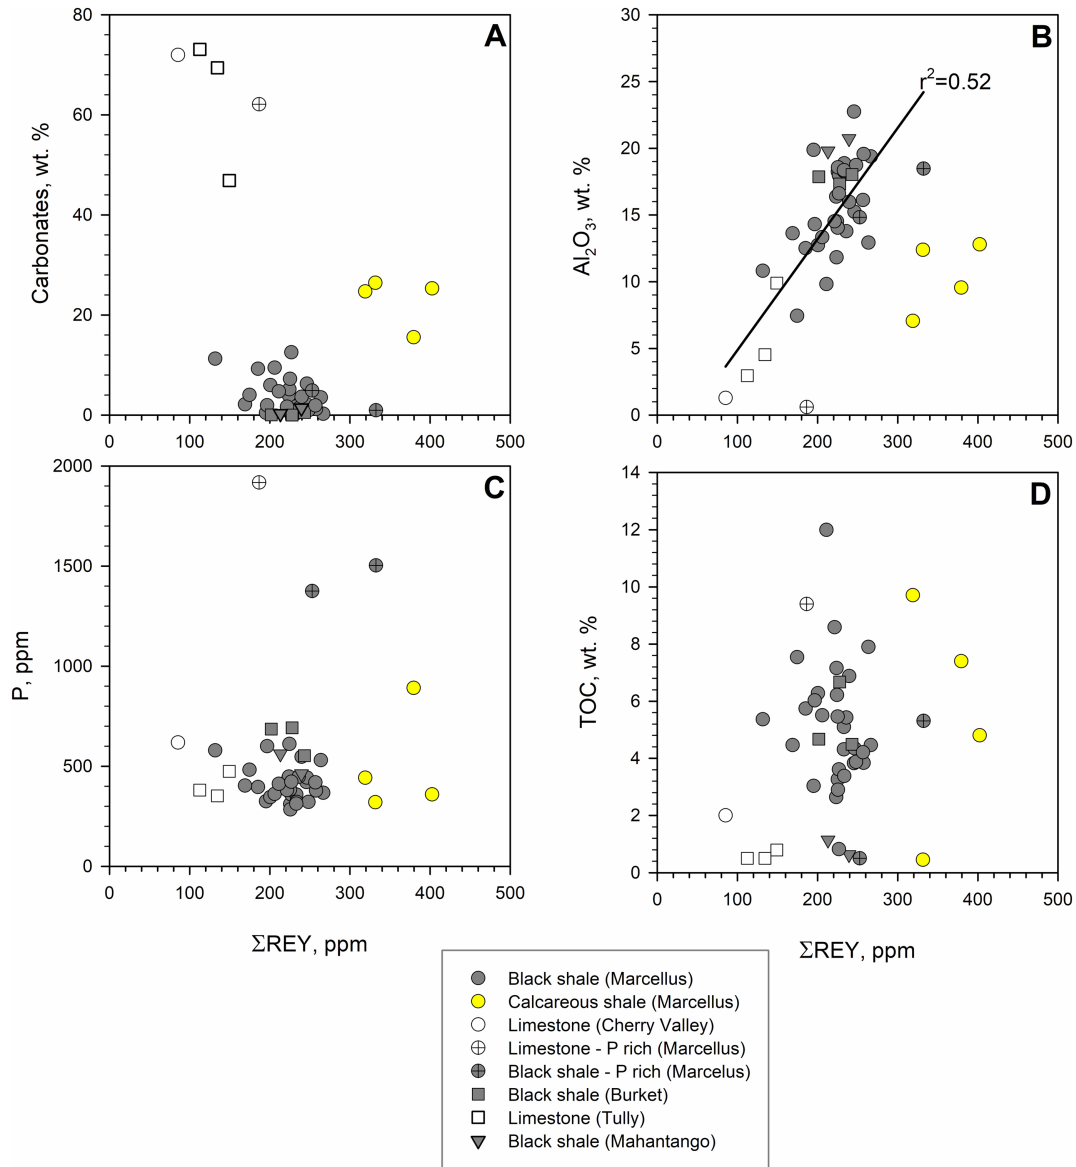 A
80
60
40
20
0
Carbonates, wt. %
0 100 200 300 400 500
B
30
25
20
15
10
5
0
Al₂O₃, wt. %
r²=0.52
0 100 200 300 400 500
C
2000
1500
1000
500
0
P, ppm
0 100 200 300 400 500
ΣREY, ppm
D
14
12
10
8
6
4
2
0
TOC, wt. %
0 100 200 300 400 500
ΣREY, ppm
Black shale (Marcellus)
Calcareous shale (Marcellus)
Limestone (Cherry Valley)
Limestone - P rich (Marcellus)
Black shale - P rich (Marcelus)
Black shale (Burket)
Limestone (Tully)
Black shale (Mahantango)